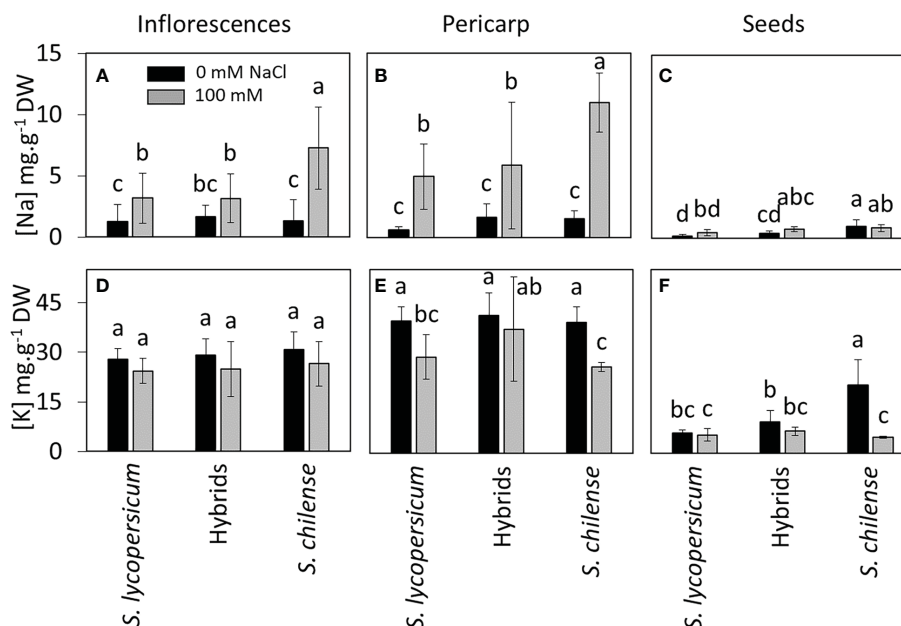 Inflorescences Pericarp Seeds
[Na] mg.g⁻¹ DW
15
10
5
0
A
0 mM NaCl
100 mM
c b bc b c a
B
c b c b c a
C
d bd cd abc a ab
[K] mg.g⁻¹ DW
45
30
15
0
D
a a a a a a
E
a bc a ab a c
F
bc c b bc a c
S. lycopersicum Hybrids S. chilense
S. lycopersicum Hybrids S. chilense
S. lycopersicum Hybrids S. chilense